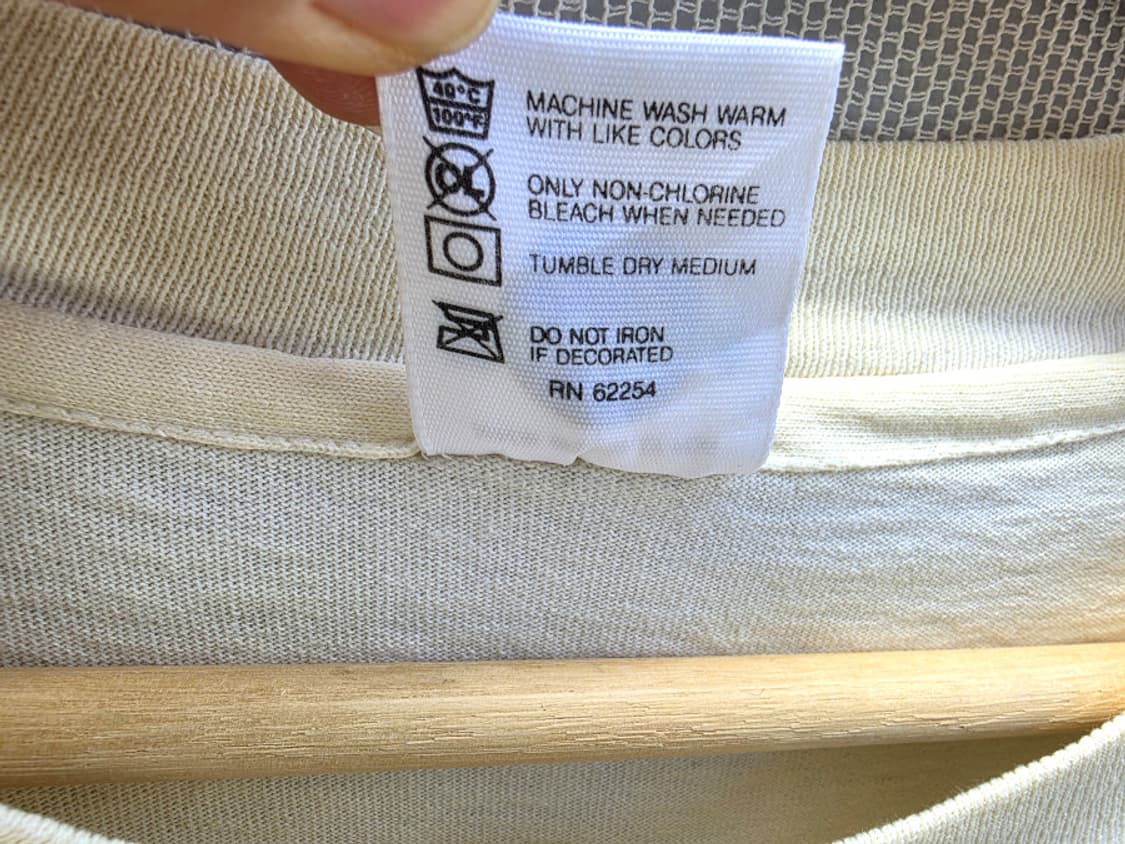 40°C
100°F
MACHINE WASH WARM
WITH LIKE COLORS
CL
ONLY NON-CHLORINE
BLEACH WHEN NEEDED
TUMBLE DRY MEDIUM
DO NOT IRON
IF DECORATED
RN 62254